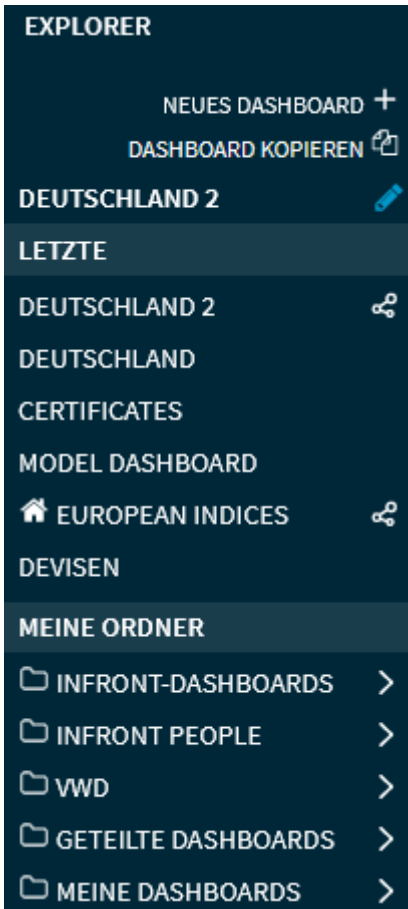 EXPLORER
NEUES DASHBOARD
DASHBOARD KOPIEREN
DEUTSCHLAND 2
LETZTE
DEUTSCHLAND 2
DEUTSCHLAND
CERTIFICATES
MODEL DASHBOARD
EUROPEAN INDICES
DEVISEN
MEINE ORDNER
INFRONT-DASHBOARDS
INFRONT PEOPLE
VWD
GETEILTE DASHBOARDS
MEINE DASHBOARDS